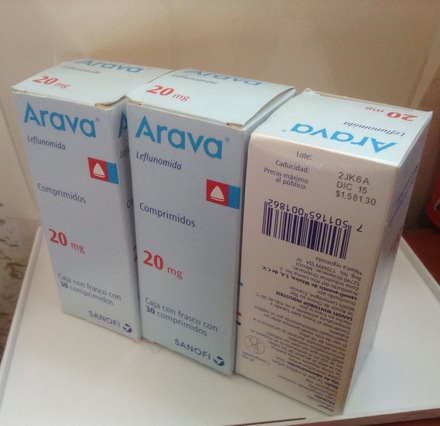 20 mg
Arava®
Leflunomida
Comprimidos
20 mg
Caja con frasco con
30 comprimidos
SANOFI
20 mg
Arava®
Leflunomida
Comprimidos
20 mg
Caja con frasco con
30 comprimidos
SANOFI
20 mg
Arava®
Leflunomida
Lote: 2JK6A
Caducidad: DIC 15
Precio máximo
al público: $1,581.30
7 501165 001862
Marca registrada